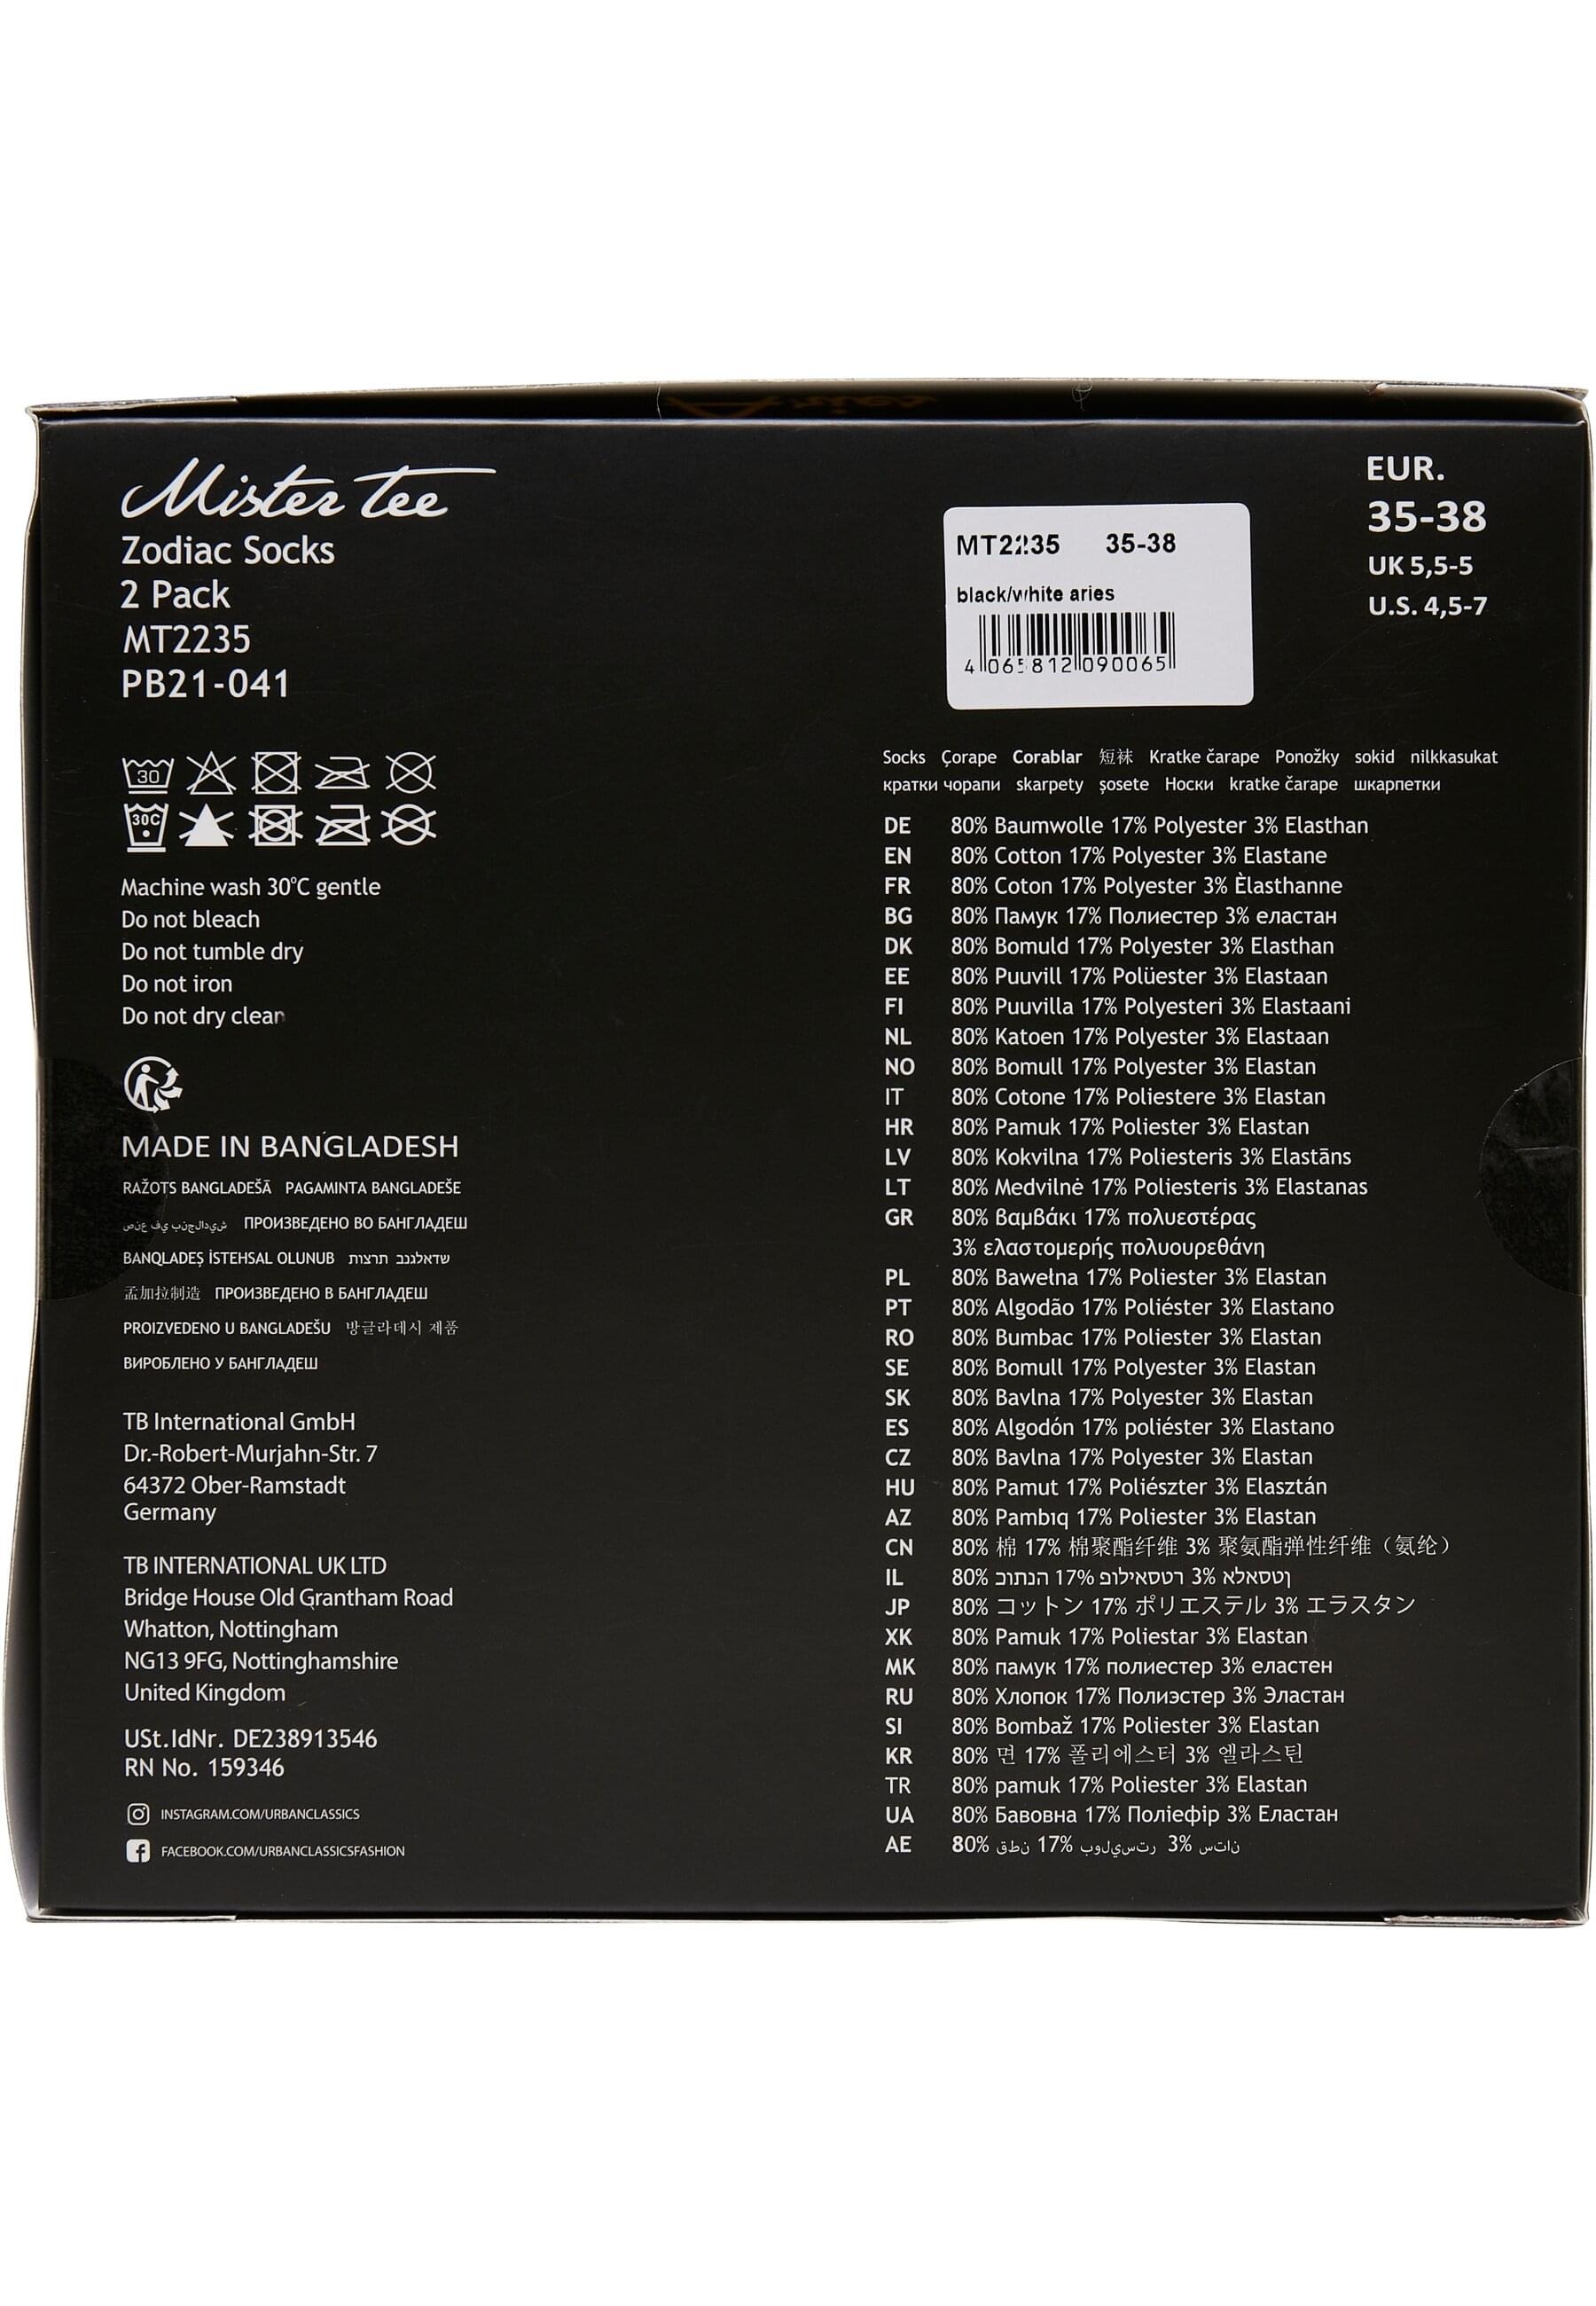 Mister Tee
Zodiac Socks
2 Pack
MT2235
PB21-041
Machine wash 30°C gentle
Do not bleach
Do not tumble dry
Do not iron
Do not dry clean
MADE IN BANGLADESH
RAŽOTS BANGLADEŠĀ PAGAMINTA BANGLADEŠE
ПРОИЗВЕДЕНО ВО БАНГЛАДЕШ
BANQLADEŞ İSTEHSAL OLUNUB שדאלגנב תרצות
孟加拉制造 ПРОИЗВЕДЕНО В БАНГЛАДЕШ
PROIZVEDENO U BANGLADEŠU 방글라데시 제품
ВИРОБЛЕНО У БАНГЛАДЕШ
TB International GmbH
Dr.-Robert-Murjahn-Str. 7
64372 Ober-Ramstadt
Germany
TB INTERNATIONAL UK LTD
Bridge House Old Grantham Road
Whatton, Nottingham
NG13 9FG, Nottinghamshire
United Kingdom
USt.IdNr. DE238913546
RN No. 159346
INSTAGRAM.COM/URBANCLASSICS
FACEBOOK.COM/URBANCLASSICSFASHION
MT2235 35-38
black/white aries
4 065812 090065
EUR.
35-38
UK 5,5-5
U.S. 4,5-7
Socks Çorape Corablar 短袜 Kratke čarape Ponožky sokid nilkkasukat
кратки чорапи skarpety șosete Носки kratke čarape шкарпетки
DE 80% Baumwolle 17% Polyester 3% Elasthan
EN 80% Cotton 17% Polyester 3% Elastane
FR 80% Coton 17% Polyester 3% Èlasthanne
BG 80% Памук 17% Полиестер 3% еластан
DK 80% Bomuld 17% Polyester 3% Elasthan
EE 80% Puuvill 17% Polüester 3% Elastaan
FI 80% Puuvilla 17% Polyesteri 3% Elastaani
NL 80% Katoen 17% Polyester 3% Elastaan
NO 80% Bomull 17% Polyester 3% Elastan
IT 80% Cotone 17% Poliestere 3% Elastan
HR 80% Pamuk 17% Poliester 3% Elastan
LV 80% Kokvilna 17% Poliesteris 3% Elastāns
LT 80% Medvilnė 17% Poliesteris 3% Elastanas
GR 80% Βαμβάκι 17% πολυεστέρας
3% ελαστομερής πολυουρεθάνη
PL 80% Bawełna 17% Poliester 3% Elastan
PT 80% Algodão 17% Poliéster 3% Elastano
RO 80% Bumbac 17% Poliester 3% Elastan
SE 80% Bomull 17% Polyester 3% Elastan
SK 80% Bavlna 17% Polyester 3% Elastan
ES 80% Algodón 17% poliéster 3% Elastano
CZ 80% Bavlna 17% Polyester 3% Elastan
HU 80% Pamut 17% Poliészter 3% Elasztán
AZ 80% Pambıq 17% Poliester 3% Elastan
CN 80% 棉 17% 棉聚酯纤维 3% 聚氨酯弹性纤维（氨纶）
IL 80% 17% 3%
JP 80% コットン 17% ポリエステル 3% エラスタン
XK 80% Pamuk 17% Poliestar 3% Elastan
MK 80% памук 17% полиестер 3% еластен
RU 80% Хлопок 17% Полиэстер 3% Эластан
SI 80% Bombaž 17% Poliester 3% Elastan
KR 80% 면 17% 폴리에스터 3% 엘라스틴
TR 80% pamuk 17% Poliester 3% Elastan
UA 80% Бавовна 17% Поліефір 3% Еластан
AE 80% 17% 3%